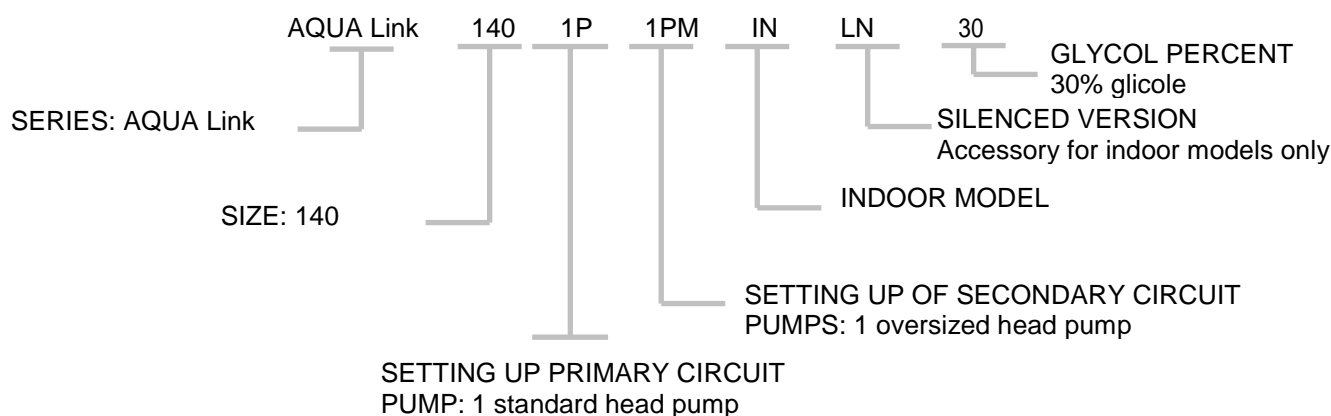 AQUA Link 140 1P 1PM IN LN 30
GLYCOL PERCENT
30% glicole
SERIES: AQUA Link
SILENCED VERSION
Accessory for indoor models only
INDOOR MODEL
SIZE: 140
SETTING UP OF SECONDARY CIRCUIT
PUMPS: 1 oversized head pump
SETTING UP PRIMARY CIRCUIT
PUMP: 1 standard head pump